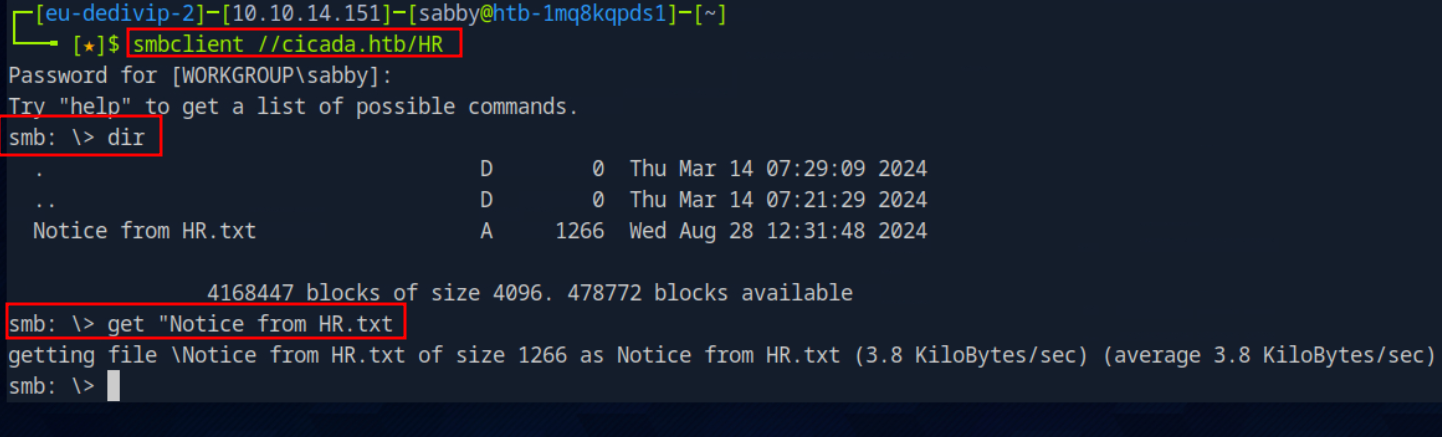 [eu-dedivip-2]─[10.10.14.151]─[sabby@htb-1mq8kqpds1]─[~]
[★]$ smbclient //cicada.htb/HR
Password for [WORKGROUP\sabby]:
Try "help" to get a list of possible commands.
smb: \> dir
. D 0 Thu Mar 14 07:29:09 2024
.. D 0 Thu Mar 14 07:21:29 2024
Notice from HR.txt A 1266 Wed Aug 28 12:31:48 2024
4168447 blocks of size 4096. 478772 blocks available
smb: \> get "Notice from HR.txt
getting file \Notice from HR.txt of size 1266 as Notice from HR.txt (3.8 KiloBytes/sec) (average 3.8 KiloBytes/sec)
smb: \>